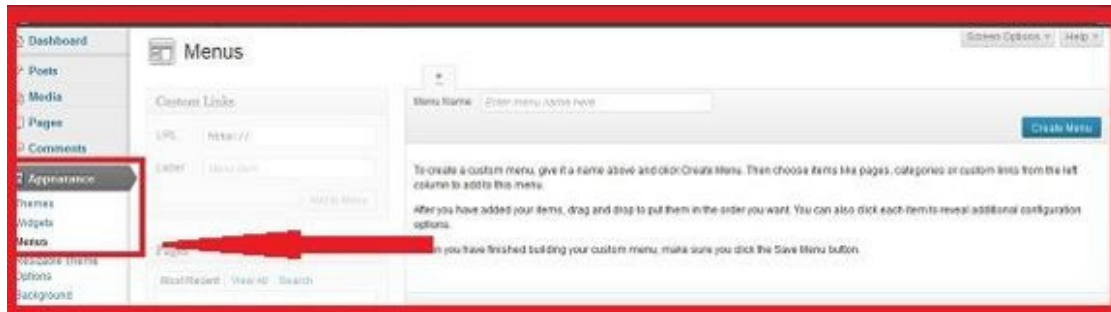 Dashboard
Posts
Media
Pages
Comments
Appearance
Themes
Widgets
Menus
Resizable Theme
Options
Background
Menus
Screen Options
Help
Custom Links
URL http://
Label Menu Item
Add to Menu
Pages
Most Recent View All Search
+
Menu Name Enter menu name here
Create Menu
To create a custom menu, give it a name above and click Create Menu. Then choose items like pages, categories or custom links from the left
column to add to this menu.
After you have added your items, drag and drop to put them in the order you want. You can also click each item to reveal additional configuration
options.
you have finished building your custom menu, make sure you click the Save Menu button.